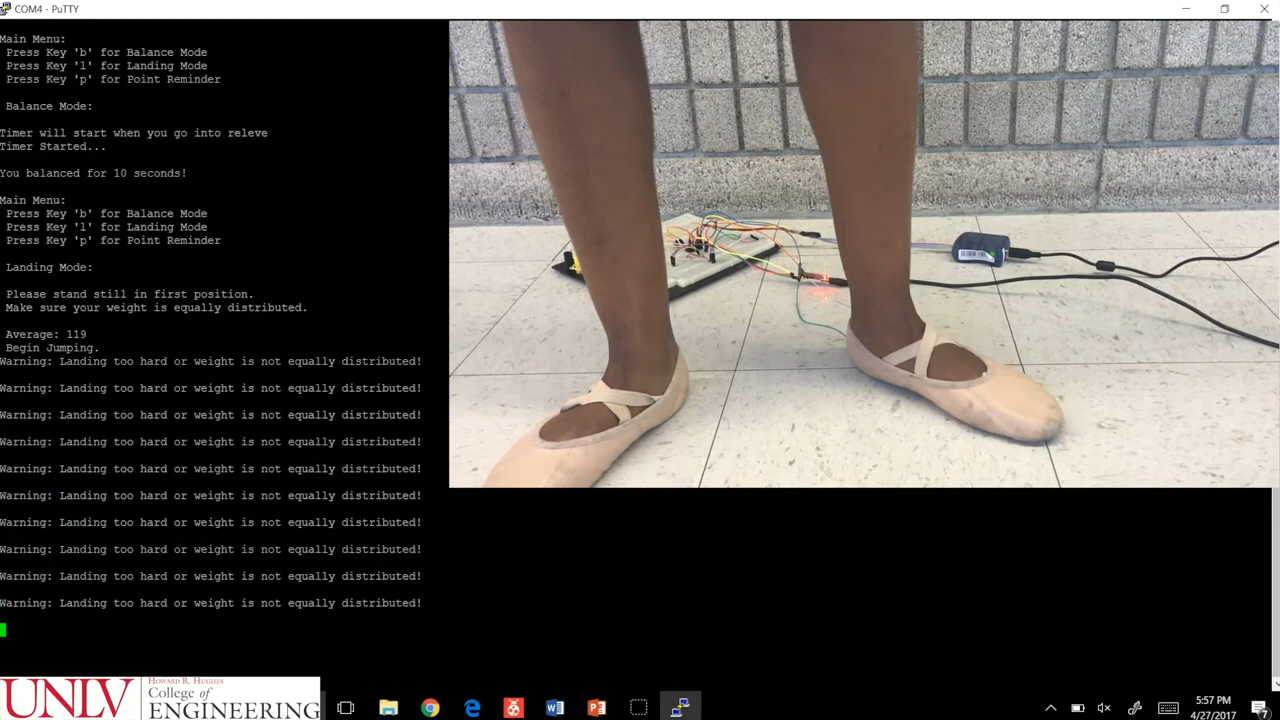 COM4 - PuTTY
Main Menu:
Press Key 'b' for Balance Mode
Press Key 'l' for Landing Mode
Press Key 'p' for Point Reminder
Balance Mode:
Timer will start when you go into releve
Timer Started...
You balanced for 10 seconds!
Main Menu:
Press Key 'b' for Balance Mode
Press Key 'l' for Landing Mode
Press Key 'p' for Point Reminder
Landing Mode:
Please stand still in first position.
Make sure your weight is equally distributed.
Average: 119
Begin Jumping.
Warning: Landing too hard or weight is not equally distributed!
Warning: Landing too hard or weight is not equally distributed!
Warning: Landing too hard or weight is not equally distributed!
Warning: Landing too hard or weight is not equally distributed!
Warning: Landing too hard or weight is not equally distributed!
Warning: Landing too hard or weight is not equally distributed!
Warning: Landing too hard or weight is not equally distributed!
Warning: Landing too hard or weight is not equally distributed!
Warning: Landing too hard or weight is not equally distributed!
Warning: Landing too hard or weight is not equally distributed!
UNLV
HOWARD R. HUGHES
College of
ENGINEERING
5:57 PM
4/27/2017
7